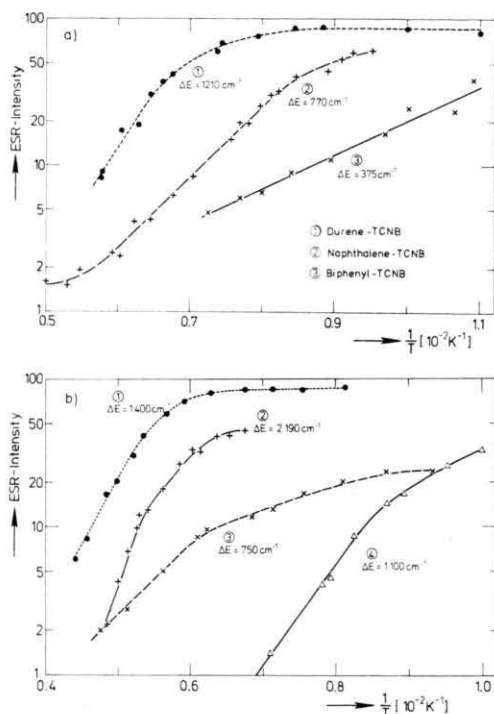 a)
ESR-Intensity
100
50
20
10
5
2
1
① ΔE = 1210 cm⁻¹
② ΔE = 770 cm⁻¹
③ ΔE = 375 cm⁻¹
① Durene-TCNB
② Naphthalene-TCNB
③ Biphenyl-TCNB
0.5 0.7 0.9 1.1
1/T [10⁻² K⁻¹]
b)
ESR-Intensity
100
50
20
10
5
2
1
① ΔE = 1400 cm⁻¹
② ΔE = 2190 cm⁻¹
③ ΔE = 750 cm⁻¹
④ ΔE = 1100 cm⁻¹
0.4 0.6 0.8 1.0
1/T [10⁻² K⁻¹]